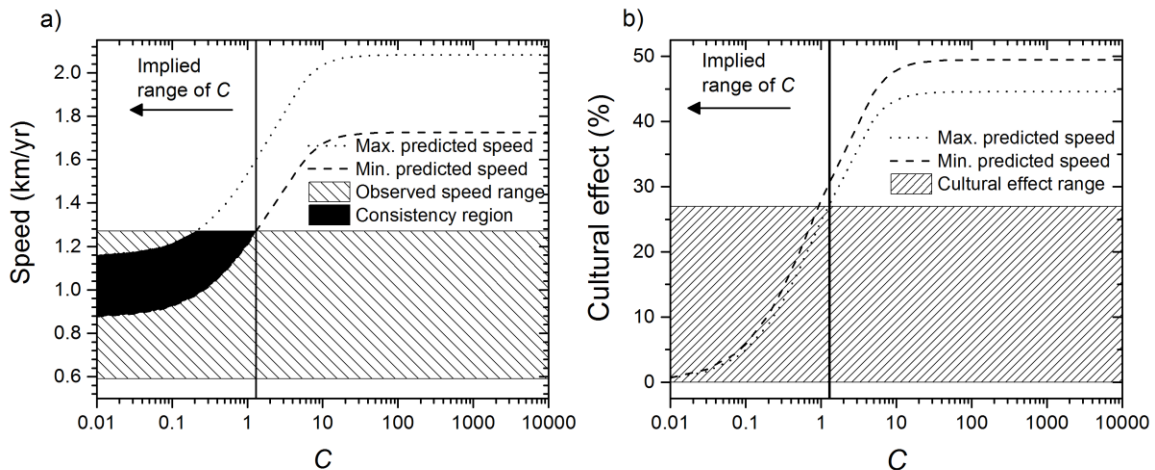 a)
Speed (km/yr)
2.0
1.8
1.6
1.4
1.2
1.0
0.8
0.6
Implied
range of C
Max. predicted speed
Min. predicted speed
Observed speed range
Consistency region
0.01 0.1 1 10 100 1000 10000
C
b)
Cultural effect (%)
50
40
30
20
10
0
Implied
range of C
Max. predicted speed
Min. predicted speed
Cultural effect range
0.01 0.1 1 10 100 1000 10000
C